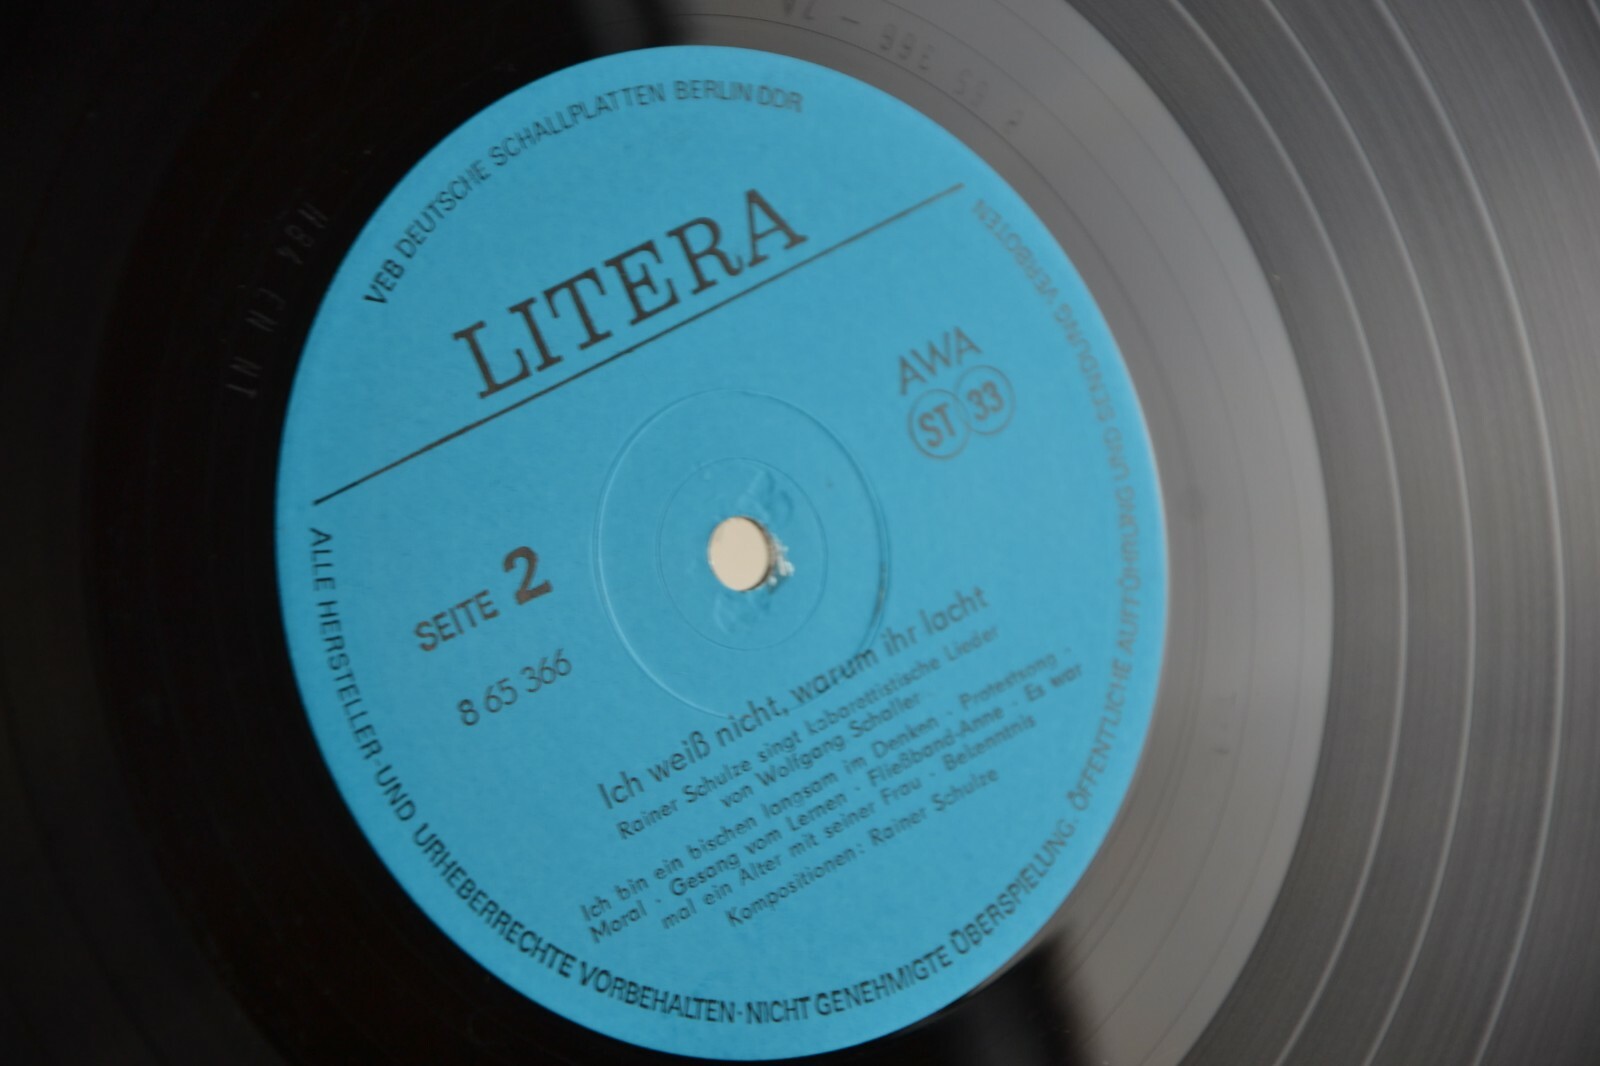 VEB DEUTSCHE SCHALLPLATTEN BERLIN DDR
LITERA
AWA
ST 33
SEITE 2
8 65 366
Ich weiß nicht, warum ihr lacht
Rainer Schulze singt kabarettistische Lieder
von Wolfgang Schaller
Ich bin ein bischen langsam im Denken · Protestsong ·
Moral · Gesang vom Lernen · Fließband-Anne · Es war
mal ein Alter mit seiner Frau · Bekenntnis
Kompositionen: Rainer Schulze
ALLE HERSTELLER-UND URHEBERRECHTE VORBEHALTEN·NICHT GENEHMIGTE ÜBERSPIELUNG. ÖFFENTLICHE AUFFÜHRUNG UND SENDUNG VERBOTEN